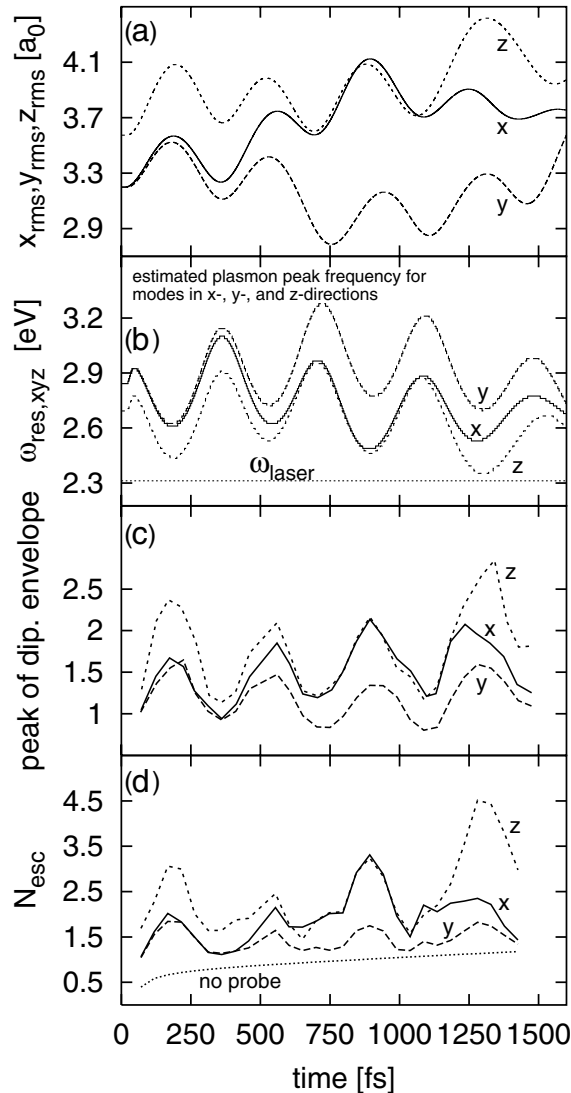 (a)
x_rms,y_rms,z_rms [a_0]
4.1
3.7
3.3
2.9
z
x
y
estimated plasmon peak frequency for
modes in x-, y-, and z-directions
(b)
ω_res,xyz [eV]
3.2
2.9
2.6
2.3
y
x
z
ω_laser
(c)
peak of dip. envelope
2.5
2
1.5
1
z
x
y
(d)
N_esc
4.5
3.5
2.5
1.5
0.5
z
x
y
no probe
0 250 500 750 1000 1250 1500
time [fs]